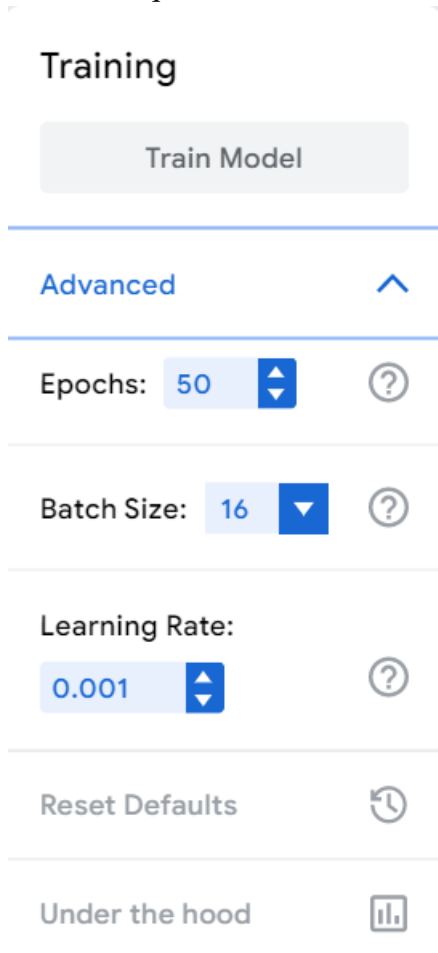 Training
Train Model
Advanced
Epochs: 50
Batch Size: 16
Learning Rate:
0.001
Reset Defaults
Under the hood